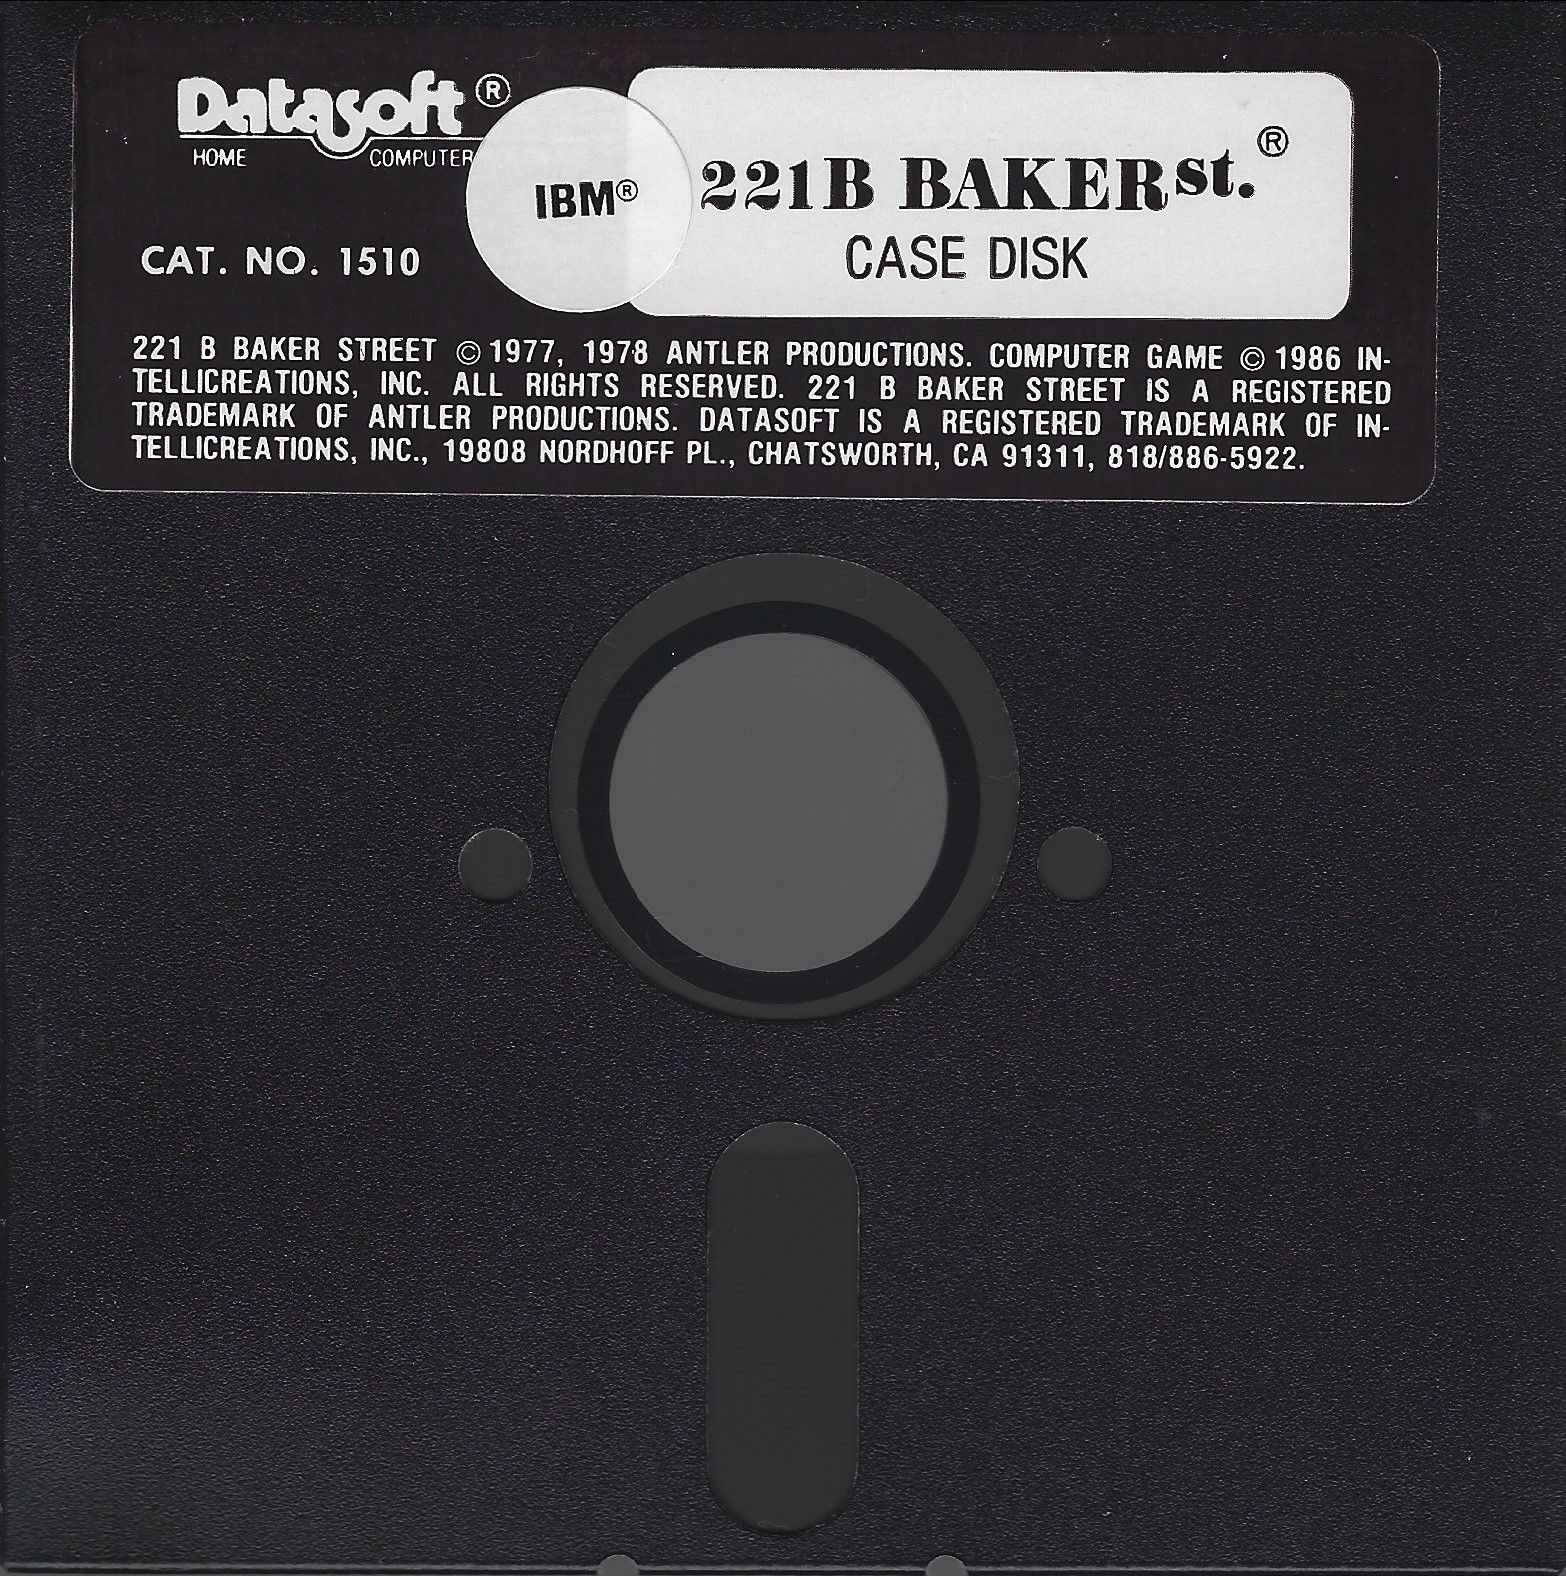 Datasoft®
HOME COMPUTER
IBM®
221B BAKER St.®
CASE DISK
CAT. NO. 1510
221 B BAKER STREET © 1977, 1978 ANTLER PRODUCTIONS. COMPUTER GAME © 1986 IN-
TELLICREATIONS, INC. ALL RIGHTS RESERVED. 221 B BAKER STREET IS A REGISTERED
TRADEMARK OF ANTLER PRODUCTIONS. DATASOFT IS A REGISTERED TRADEMARK OF IN-
TELLICREATIONS, INC., 19808 NORDHOFF PL., CHATSWORTH, CA 91311, 818/886-5922.